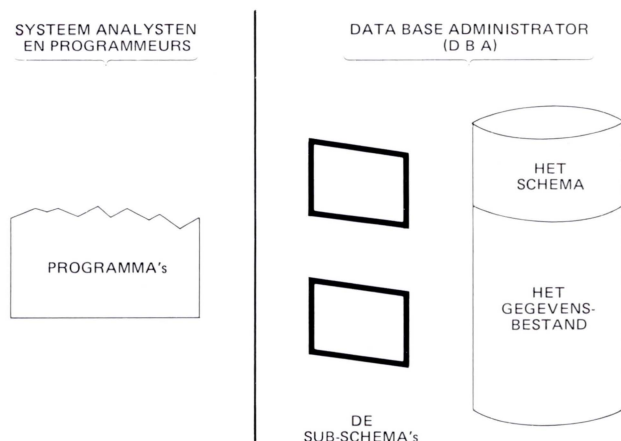 SYSTEEM ANALYSTEN
EN PROGRAMMEURS
DATA BASE ADMINISTRATOR
(D B A)
PROGRAMMA's
HET
SCHEMA
HET
GEGEVENS-
BESTAND
DE
SUB-SCHEMA's